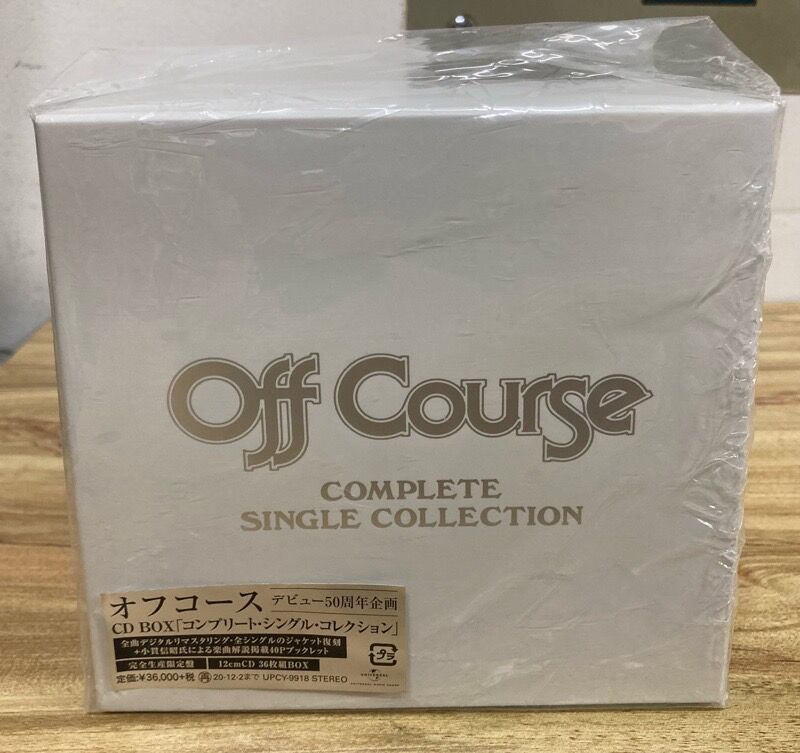 Off Course
COMPLETE
SINGLE COLLECTION
オフコース デビュー50周年企画
CD BOX「コンプリート・シングル・コレクション」
全曲デジタルリマスタリング・全シングルのジャケット復刻
+小貫信昭氏による楽曲解説掲載40Pブックレット
完全生産限定盤 12cmCD 36枚組BOX
プラ
定価:¥36,000+税 再 20・12・2まで UPCY-9918 STEREO
UNIVERSAL
UNIVERSAL MUSIC GROUP